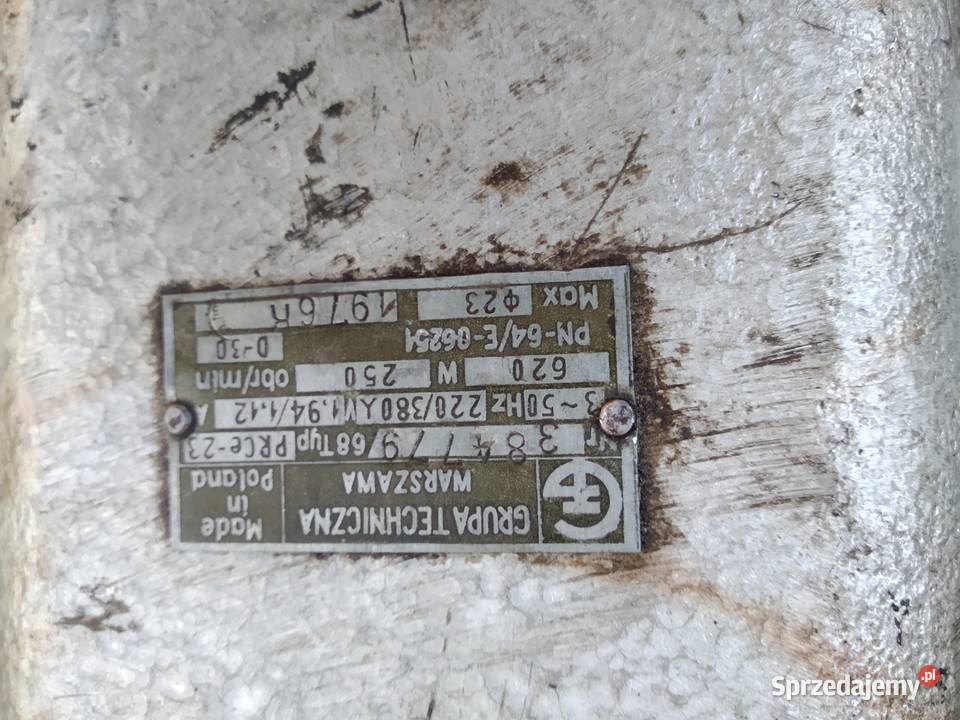 GRUPA TECHNICZNA
WARSZAWA
Made
in
Poland
Nr 384779/68 Typ PRCe-23
3~50Hz 220/380 ⅄V 1.94/1.12 A
620 W 250 obr/min
PN-64/E-06251 D-30
Max Φ23 1976R
Sprzedajemy.pl